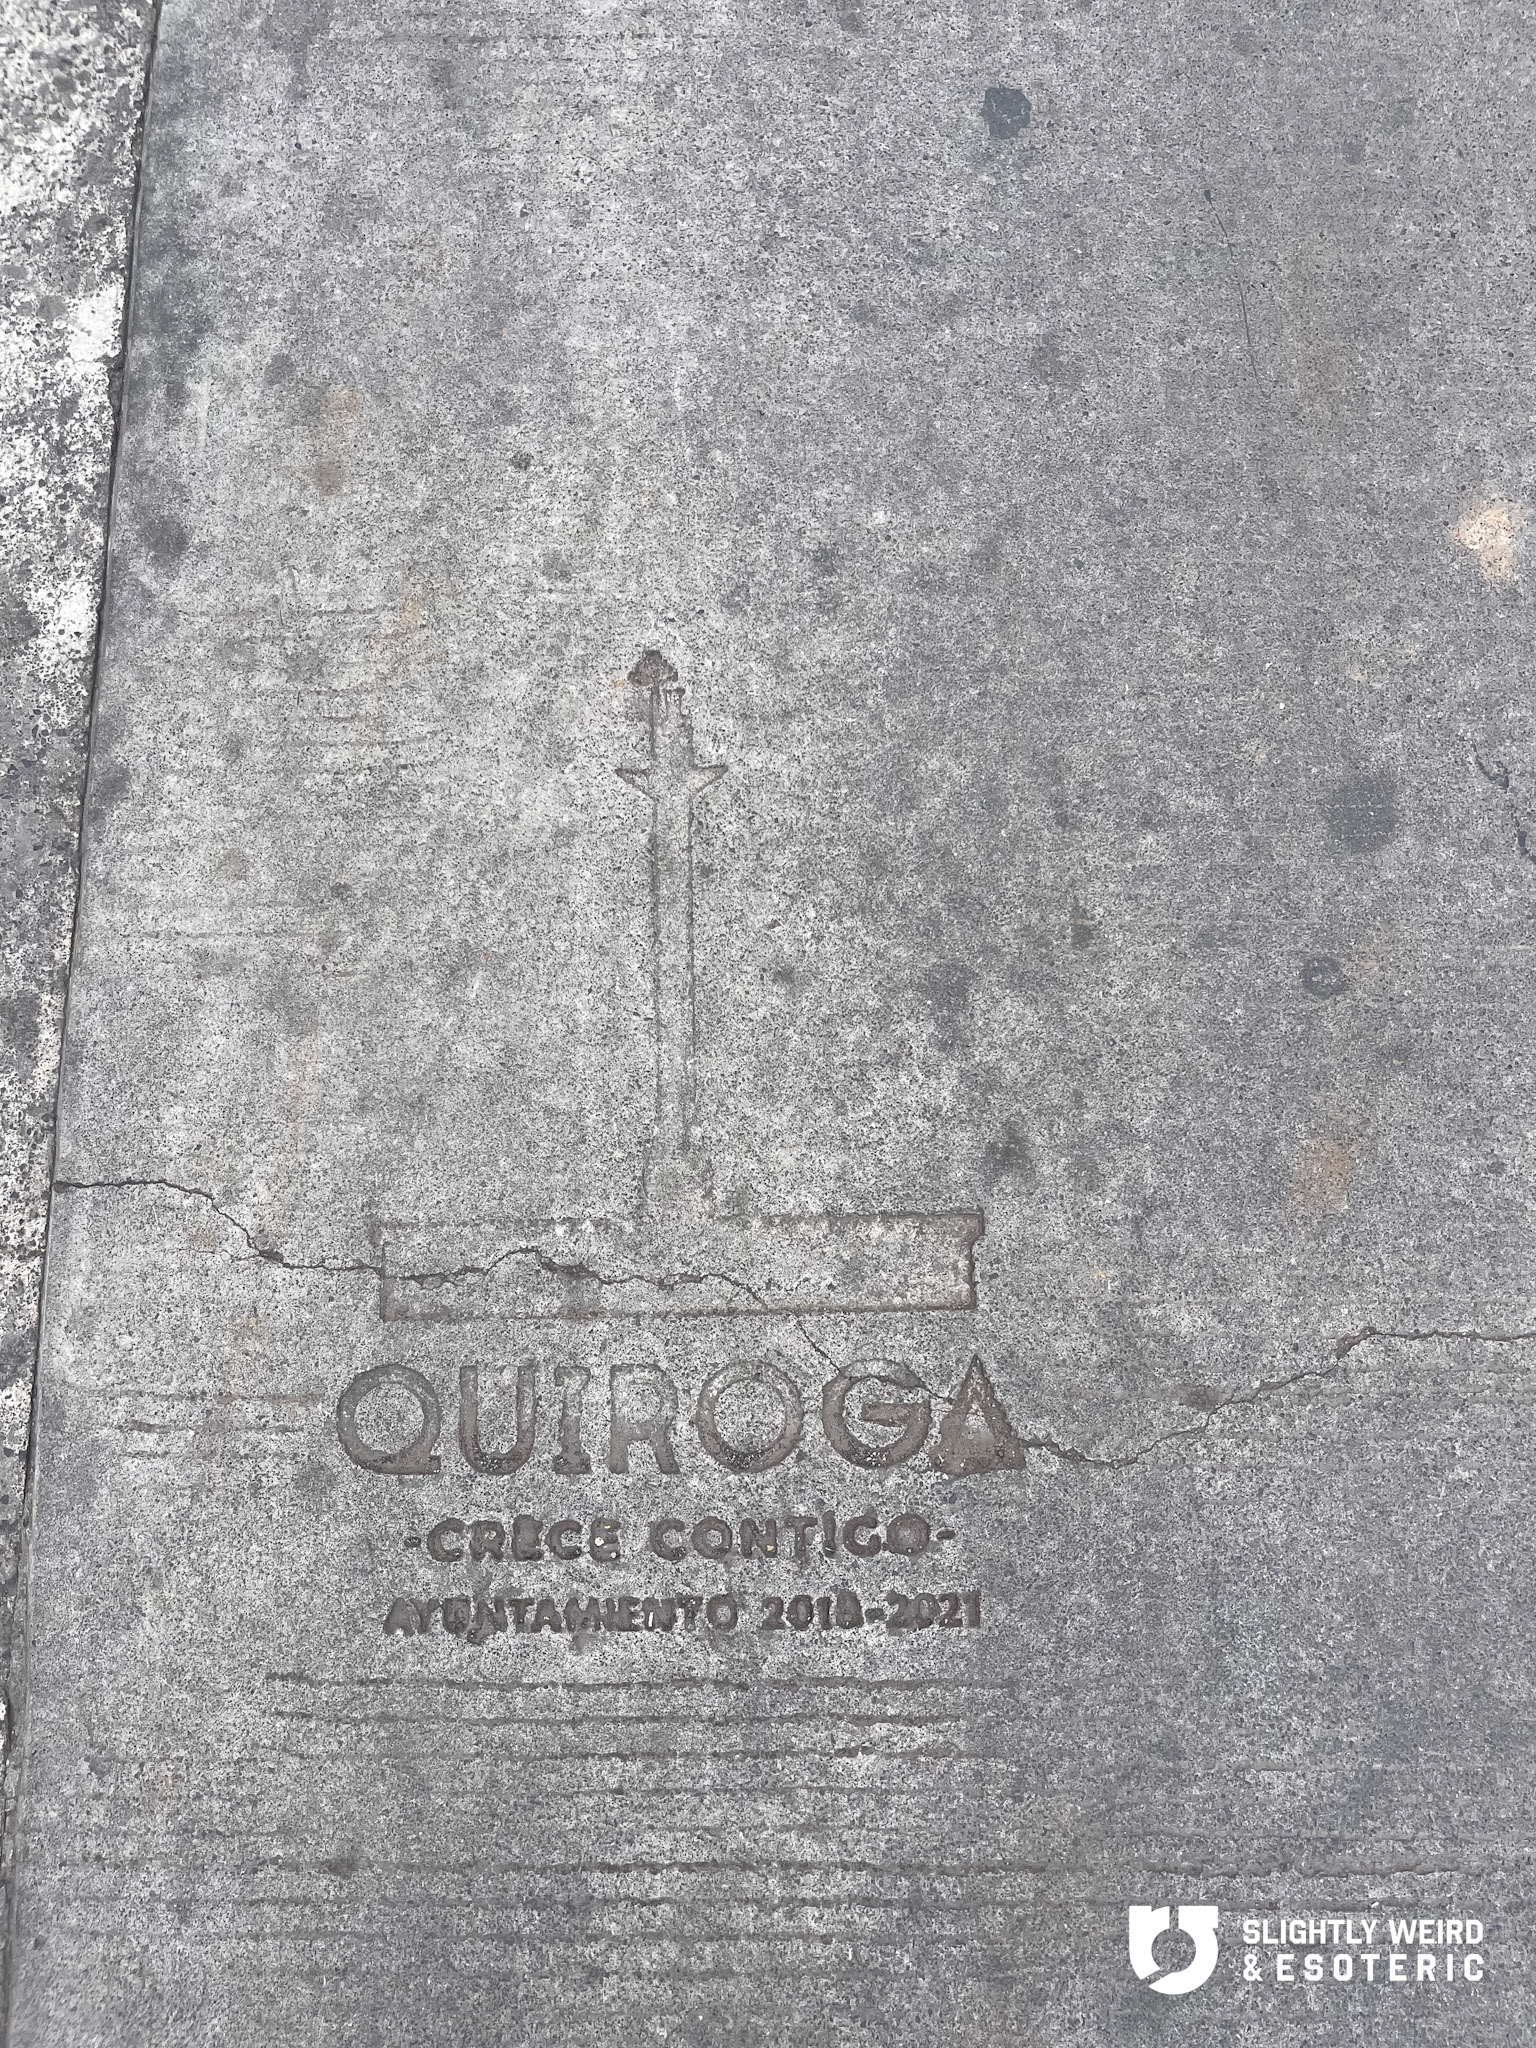 QUIROGA
-CRECE CONTIGO-
AYUNTAMIENTO 2018-2021
SLIGHTLY WEIRD
& ESOTERIC